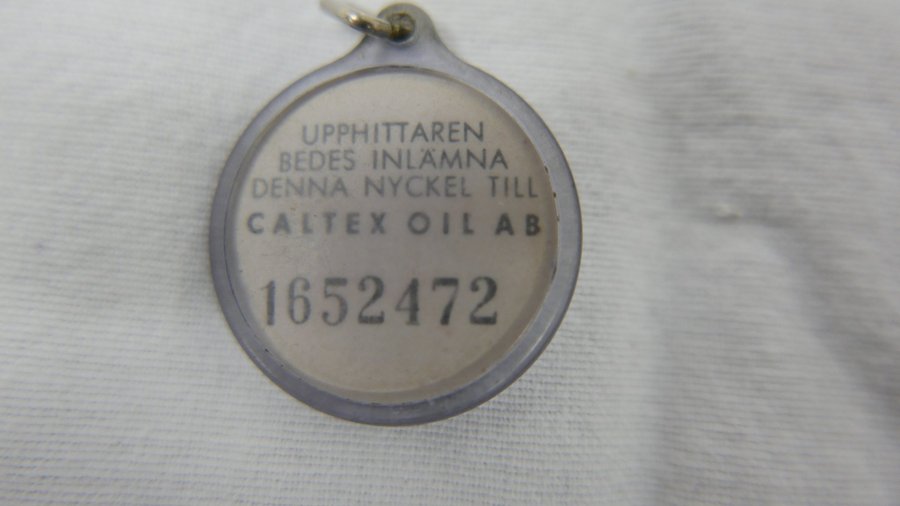 UPPHITTAREN
BEDES INLÄMNA
DENNA NYCKEL TILL
CALTEX OIL AB
1652472